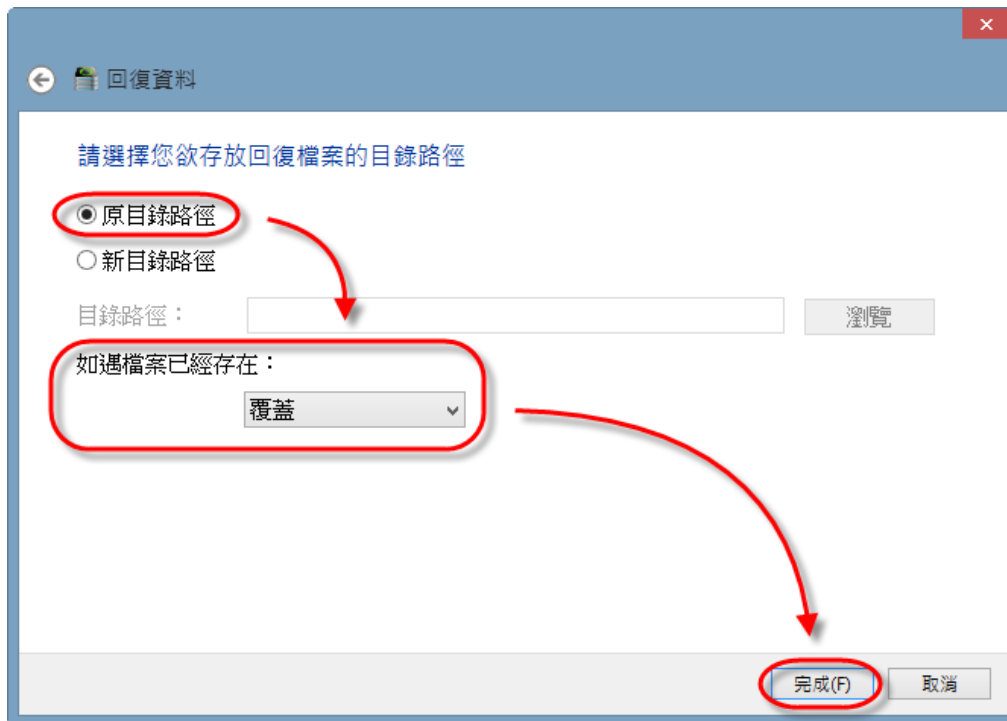 回復資料
請選擇您欲存放回復檔案的目錄路徑
原目錄路徑
新目錄路徑
目錄路徑：
瀏覽
如遇檔案已經存在：
覆蓋
完成(F)
取消